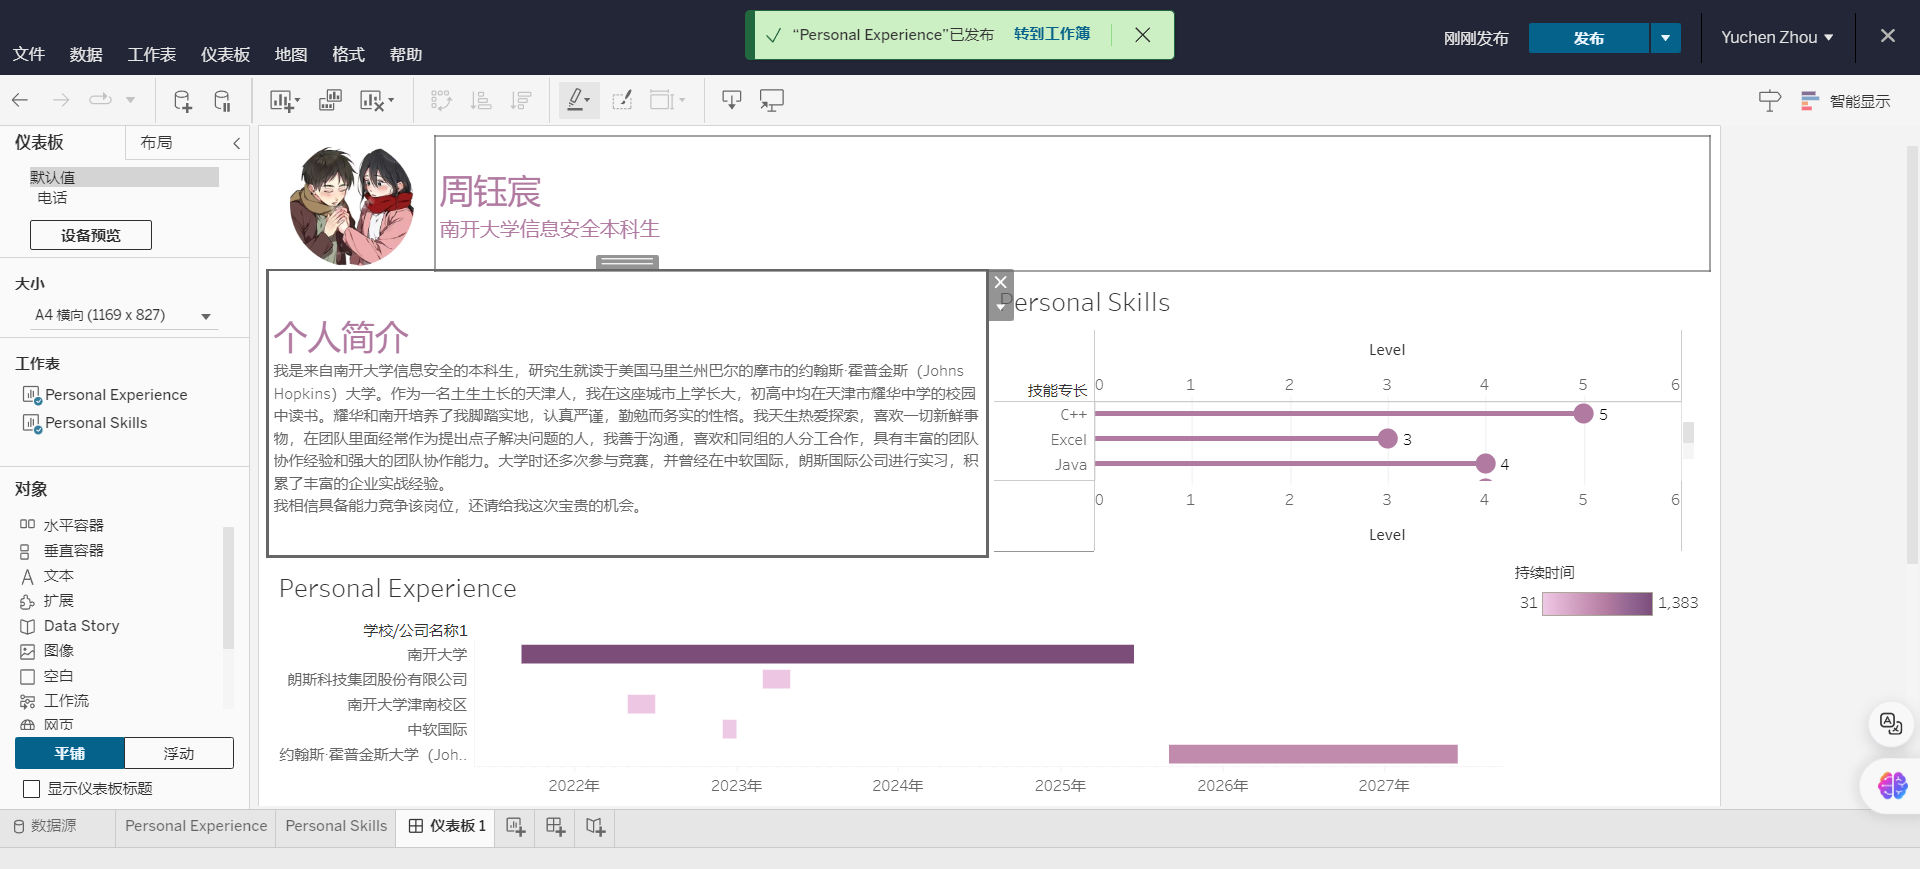 “Personal Experience”已发布 转到工作簿
文件 数据 工作表 仪表板 地图 格式 帮助
刚刚发布 发布 Yuchen Zhou
智能显示
仪表板 布局
默认值
电话
设备预览
大小
A4 横向 (1169 x 827)
工作表
Personal Experience
Personal Skills
对象
水平容器
垂直容器
文本
扩展
Data Story
图像
空白
工作流
网页
平铺 浮动
显示仪表板标题
周钰宸
南开大学信息安全本科生
个人简介
我是来自南开大学信息安全的本科生，研究生就读于美国马里兰州巴尔的摩市的约翰斯·霍普金斯（Johns
Hopkins）大学。作为一名土生土长的天津人，我在这座城市上学长大，初高中均在天津市耀华中学的校园
中读书。耀华和南开培养了我脚踏实地，认真严谨，勤勉而务实的性格。我天生热爱探索，喜欢一切新鲜事
物，在团队里面经常作为提出点子解决问题的人，我善于沟通，喜欢和同组的人分工合作，具有丰富的团队
协作经验和强大的团队协作能力。大学时还多次参与竞赛，并曾经在中软国际，朗斯国际公司进行实习，积
累了丰富的企业实战经验。
我相信具备能力竞争该岗位，还请给我这次宝贵的机会。
Personal Skills
Level
技能专长 0 1 2 3 4 5 6
C++ 5
Excel 3
Java 4
0 1 2 3 4 5 6
Level
Personal Experience
持续时间
31 1,383
学校/公司名称1
南开大学
朗斯科技集团股份有限公司
南开大学津南校区
中软国际
约翰斯·霍普金斯大学（Joh..
2022年 2023年 2024年 2025年 2026年 2027年
数据源 Personal Experience Personal Skills 仪表板 1